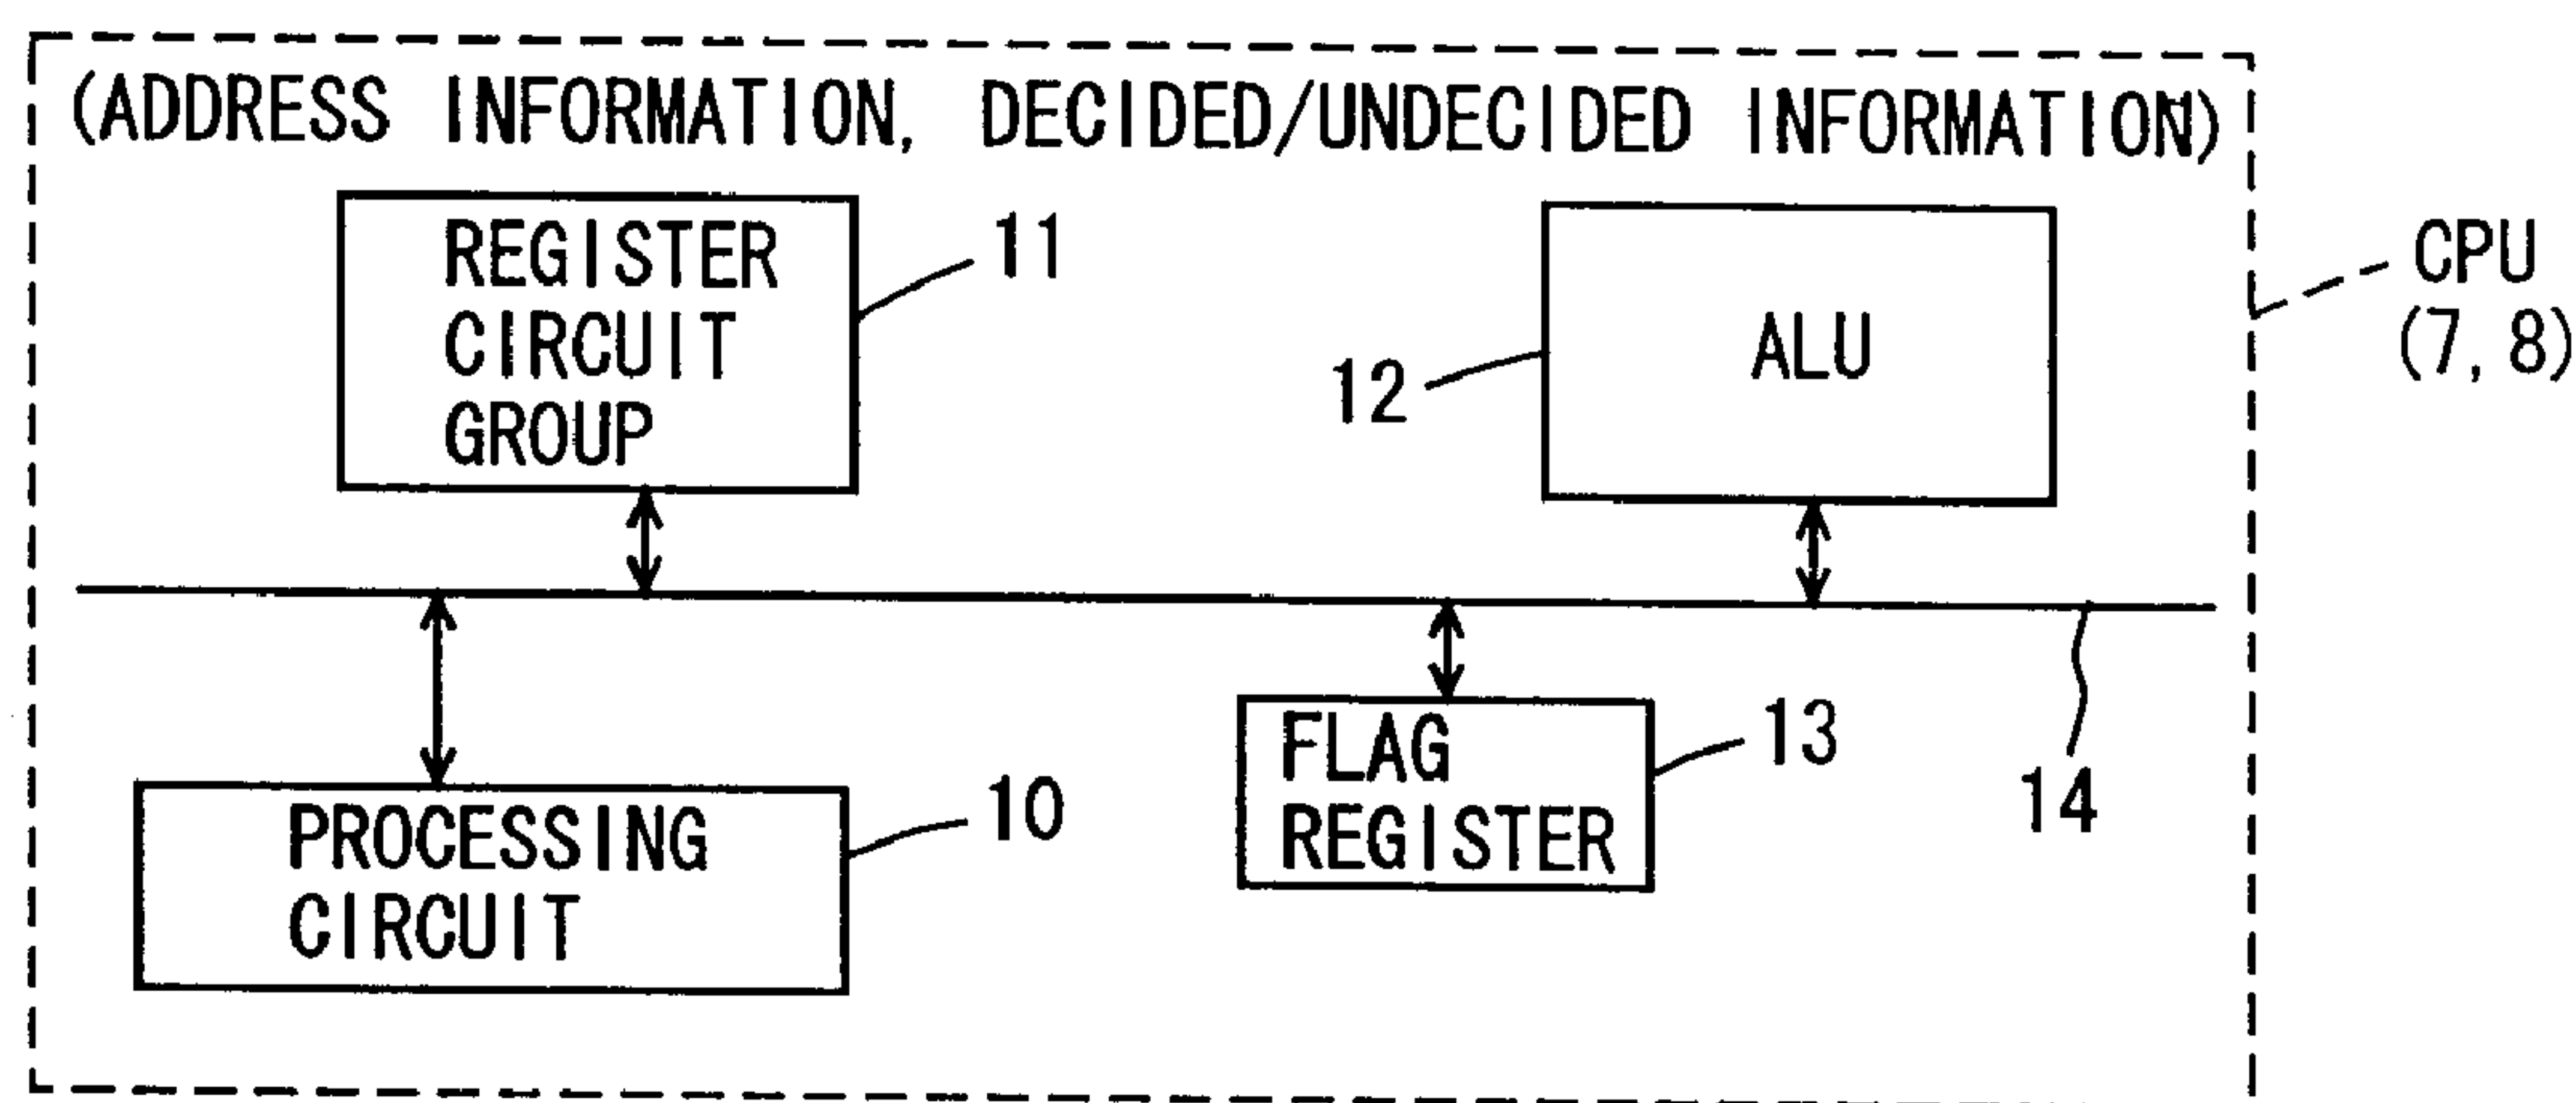 (ADDRESS INFORMATION, DECIDED/UNDECIDED INFORMATION)
REGISTER
CIRCUIT
GROUP
11
12
ALU
CPU
(7, 8)
PROCESSING
CIRCUIT
10
FLAG
REGISTER
13
14